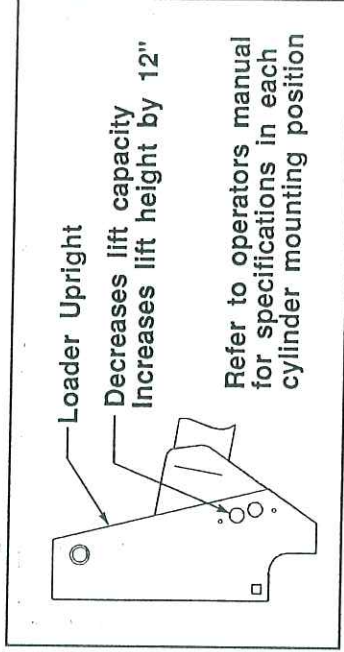 Loader Upright
Decreases lift capacity
Increases lift height by 12"
Refer to operators manual
for specifications in each
cylinder mounting position